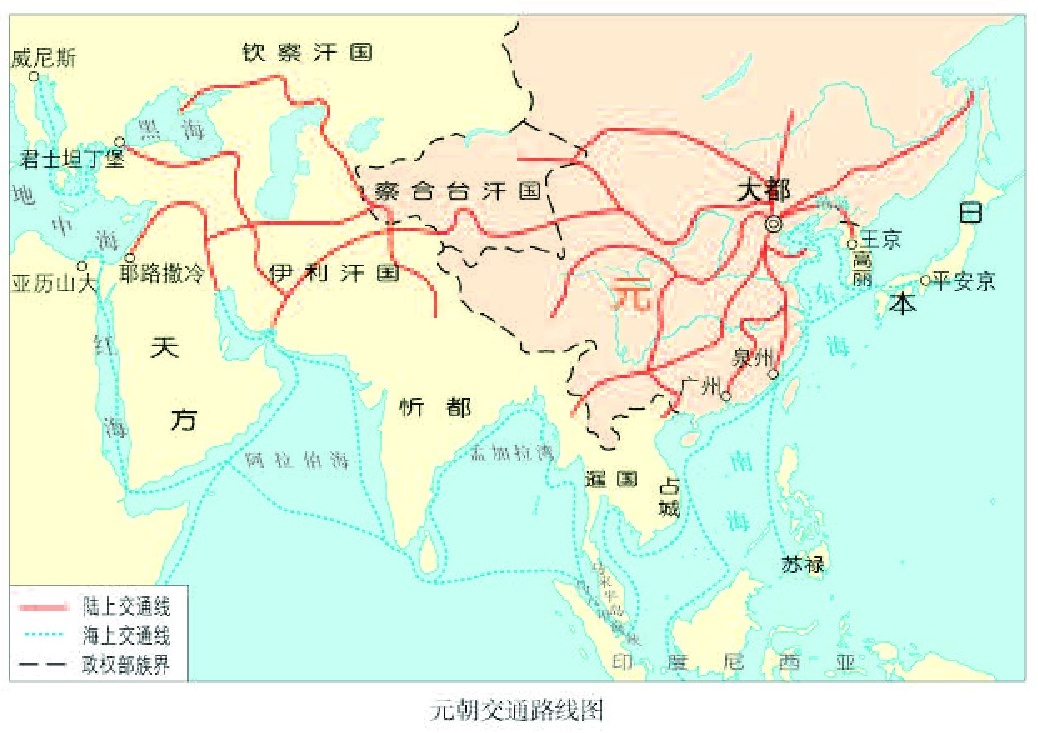 钦察汗国
威尼斯
黑海
君士坦丁堡
察合台汗国
大都
地中海
日本
王京
高丽
耶路撒冷
伊利汗国
亚历山大
元
平安京
东海
红海
天方
泉州
广州
忻都
阿拉伯海
孟加拉湾
暹国
占城
南海
苏禄
印度尼西亚
陆上交通线
海上交通线
政权部族界
元朝交通路线图